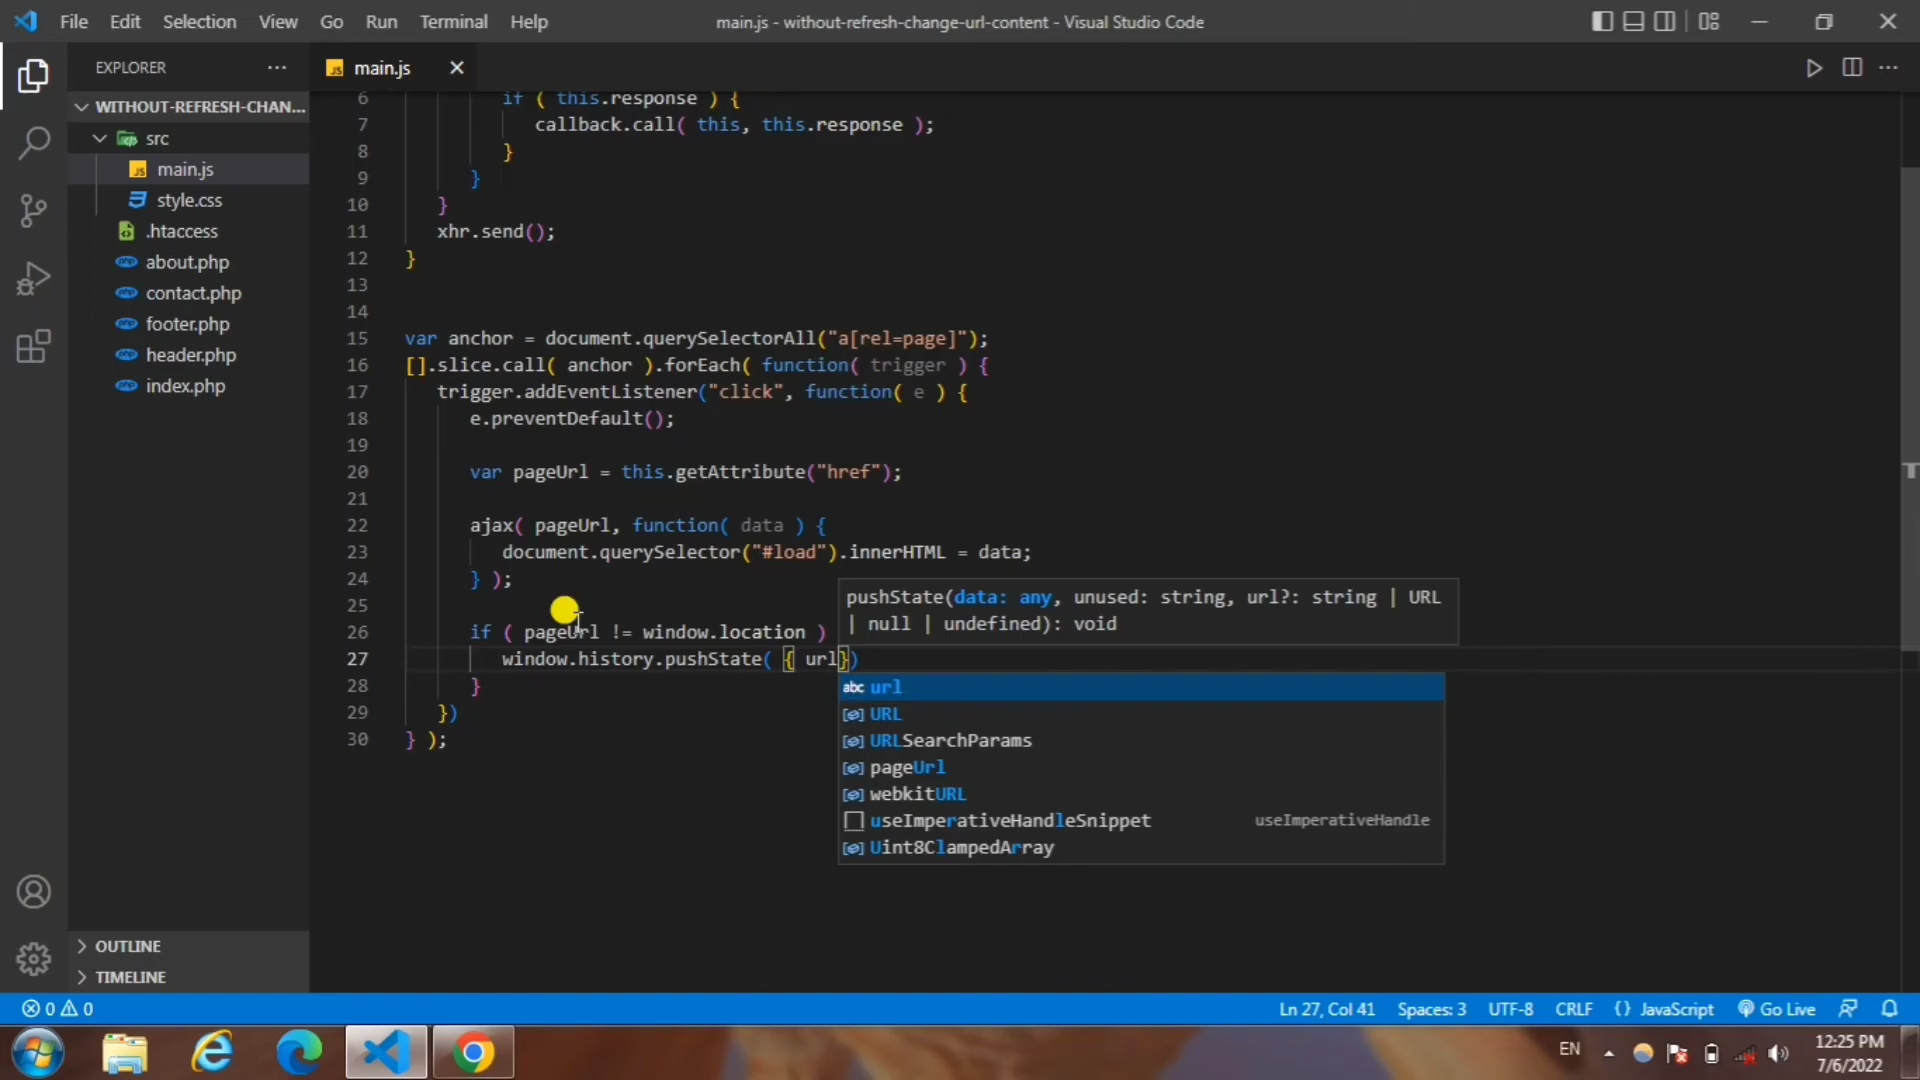 File Edit Selection View Go Run Terminal Help
main.js - without-refresh-change-url-content - Visual Studio Code
EXPLORER
main.js
WITHOUT-REFRESH-CHAN...
src
main.js
style.css
.htaccess
about.php
contact.php
footer.php
header.php
index.php
OUTLINE
TIMELINE
6 if ( this.response ) {
7 callback.call( this, this.response );
8 }
9 }
10 }
11 xhr.send();
12 }
13
14
15 var anchor = document.querySelectorAll("a[rel=page]");
16 [].slice.call( anchor ).forEach( function( trigger ) {
17 trigger.addEventListener("click", function( e ) {
18 e.preventDefault();
19
20 var pageUrl = this.getAttribute("href");
21
22 ajax( pageUrl, function( data ) {
23 document.querySelector("#load").innerHTML = data;
24 } );
25
26 if ( pageUrl != window.location )
27 window.history.pushState( { url})
28 }
29 })
30 } );
pushState(data: any, unused: string, url?: string | URL
| null | undefined): void
abc url
URL
URLSearchParams
pageUrl
webkitURL
useImperativeHandleSnippet useImperativeHandle
Uint8ClampedArray
0 0
Ln 27, Col 41 Spaces: 3 UTF-8 CRLF {} JavaScript Go Live
EN
12:25 PM
7/6/2022